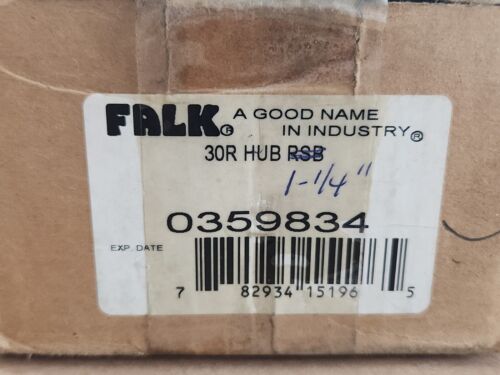 FALK® A GOOD NAME
IN INDUSTRY®
30R HUB RSB
1-1/4"
0359834
EXP. DATE
7 82934 15196 5